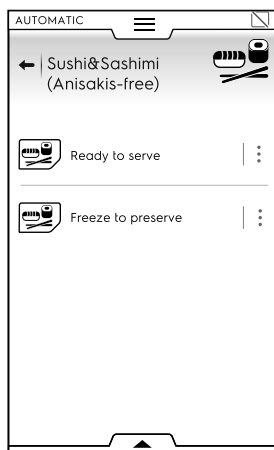 AUTOMATIC
Sushi&Sashimi
(Anisakis-free)
Ready to serve
Freeze to preserve